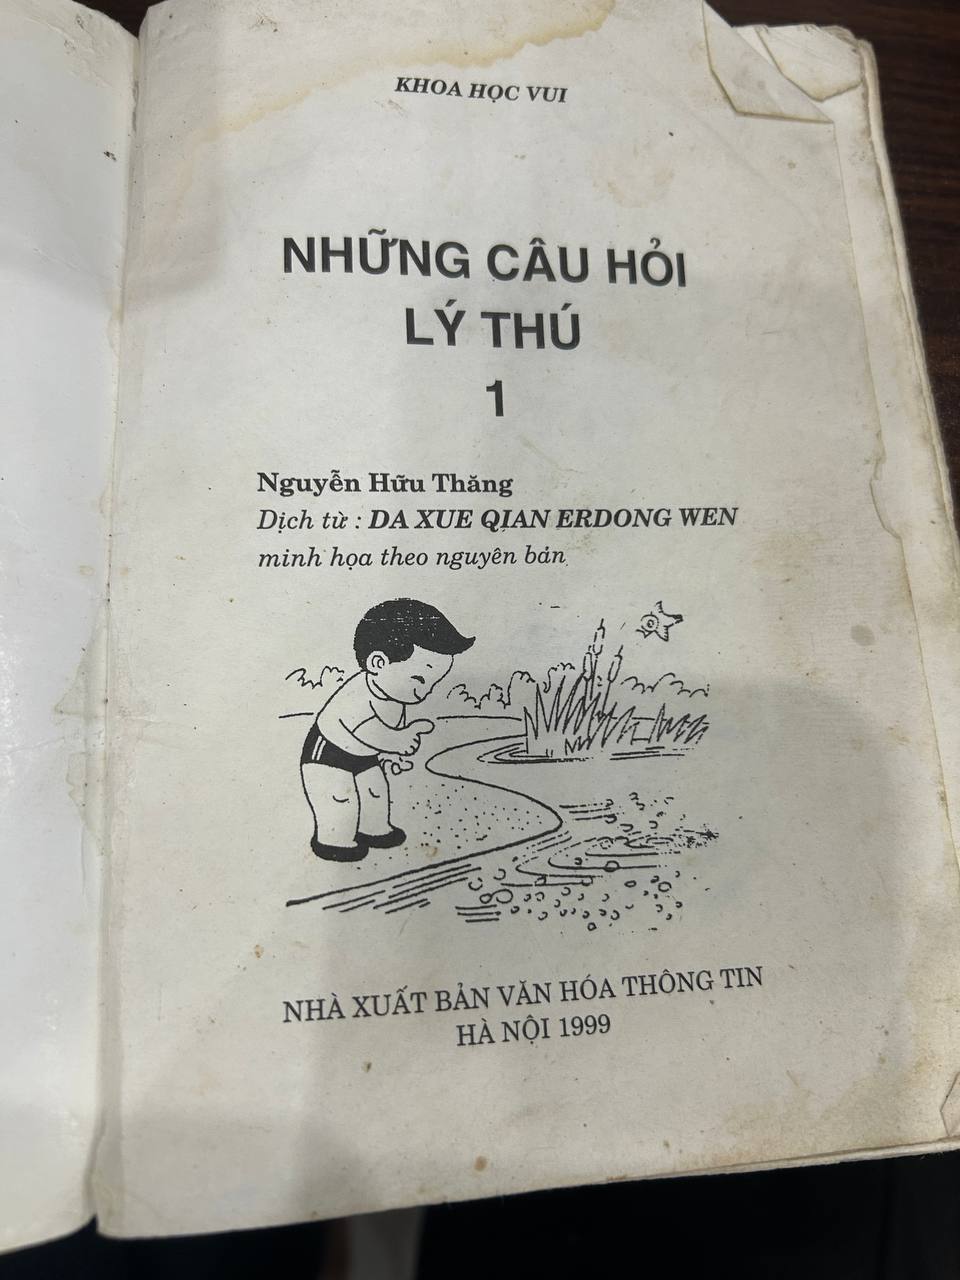 KHOA HỌC VUI
NHỮNG CÂU HỎI
LÝ THÚ
1
Nguyễn Hữu Thăng
Dịch từ : DA XUE QIAN ERDONG WEN
minh họa theo nguyên bản
NHÀ XUẤT BẢN VĂN HÓA THÔNG TIN
HÀ NỘI 1999